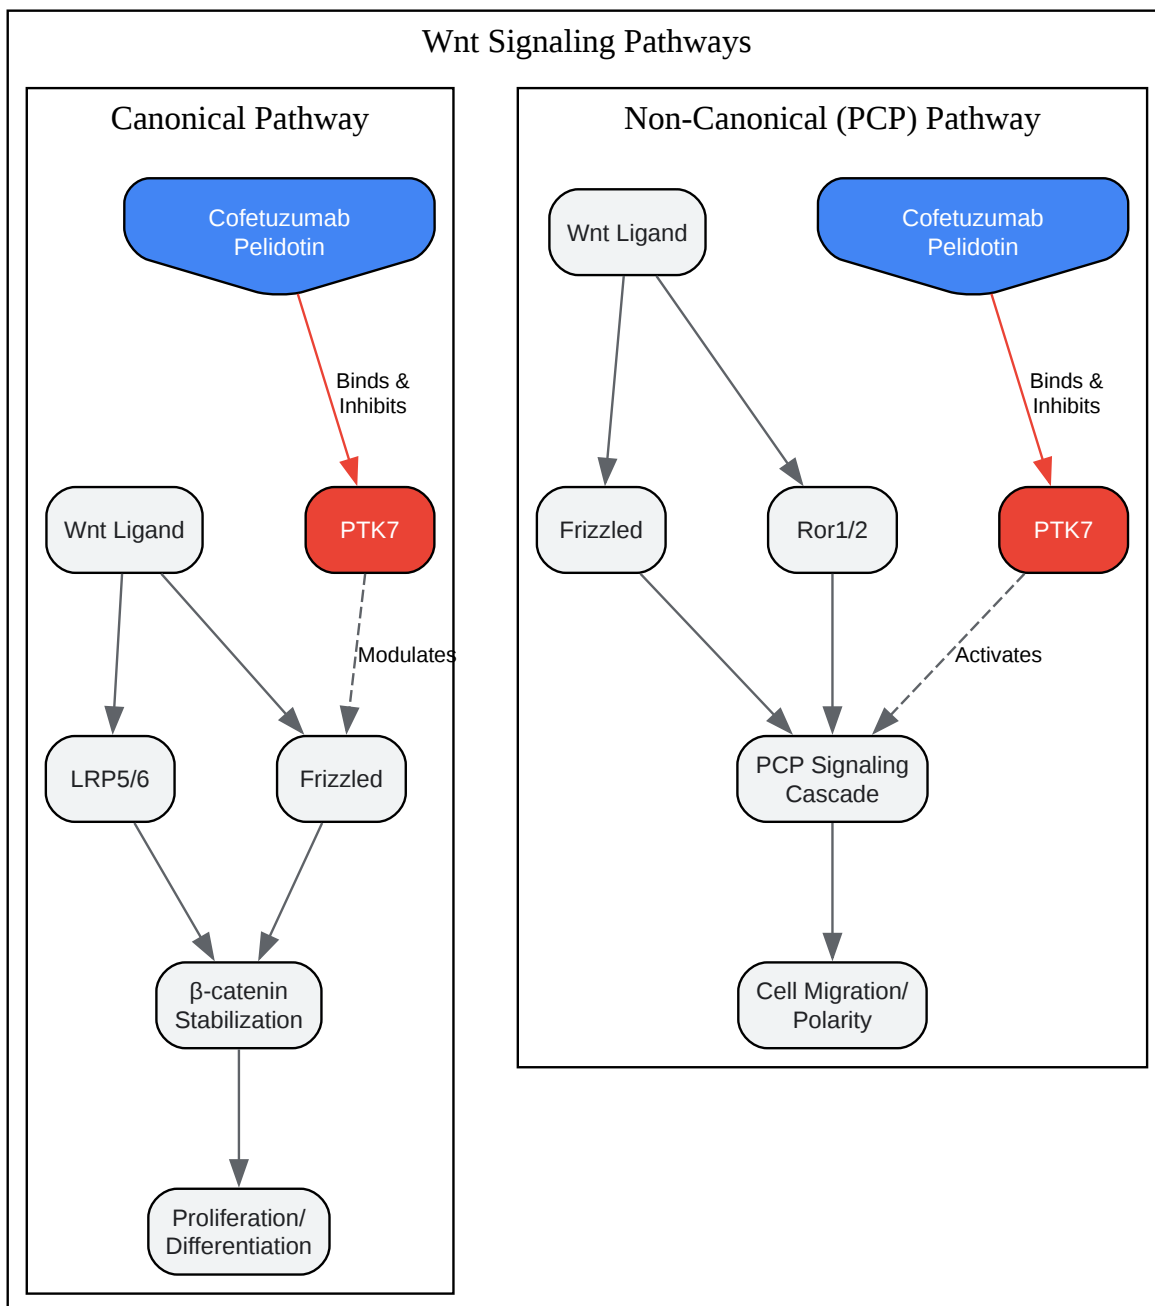 Wnt Signaling Pathways
Canonical Pathway
Cofetuzumab
Pelidotin
Binds &
Inhibits
Wnt Ligand
PTK7
Modulates
LRP5/6
Frizzled
β-catenin
Stabilization
Proliferation/
Differentiation
Non-Canonical (PCP) Pathway
Wnt Ligand
Cofetuzumab
Pelidotin
Binds &
Inhibits
Frizzled
Ror1/2
PTK7
Activates
PCP Signaling
Cascade
Cell Migration/
Polarity